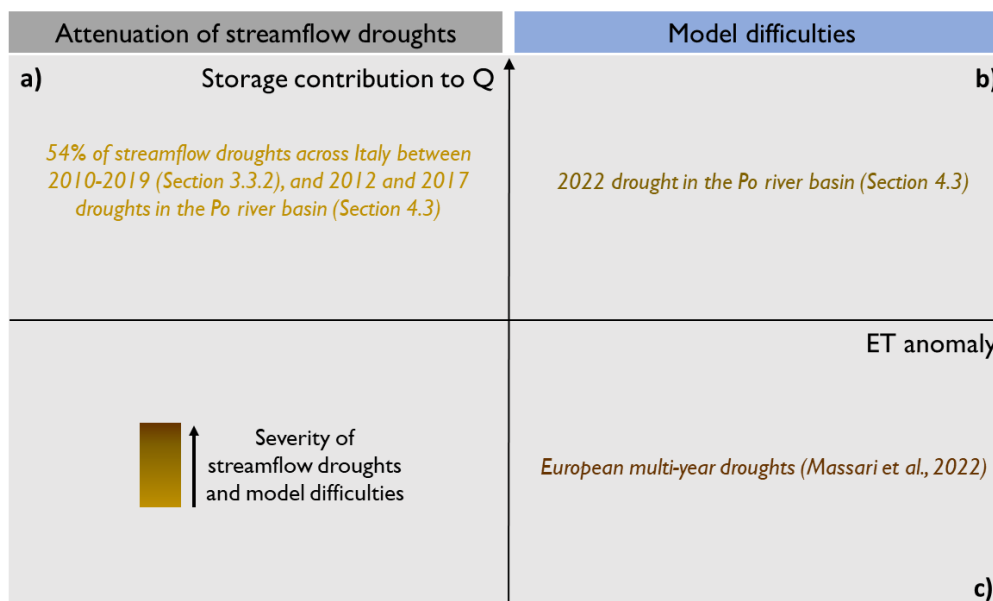 Attenuation of streamflow droughts
Model difficulties
a)
Storage contribution to Q
b)
54% of streamflow droughts across Italy between
2010-2019 (Section 3.3.2), and 2012 and 2017
droughts in the Po river basin (Section 4.3)
2022 drought in the Po river basin (Section 4.3)
ET anomaly
Severity of
streamflow droughts
and model difficulties
European multi-year droughts (Massari et al., 2022)
c)